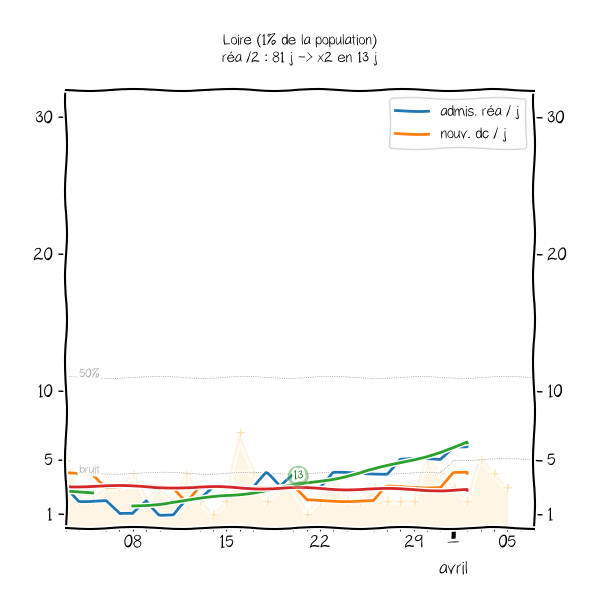 Loire (1% de la population)
réa /2 : 81 j -> x2 en 13 j
admis. réa / j
nouv. dc / j
30 30
20 20
50%
10 10
5 5
bruit
13
1 1
08 15 22 29 1 05
avril